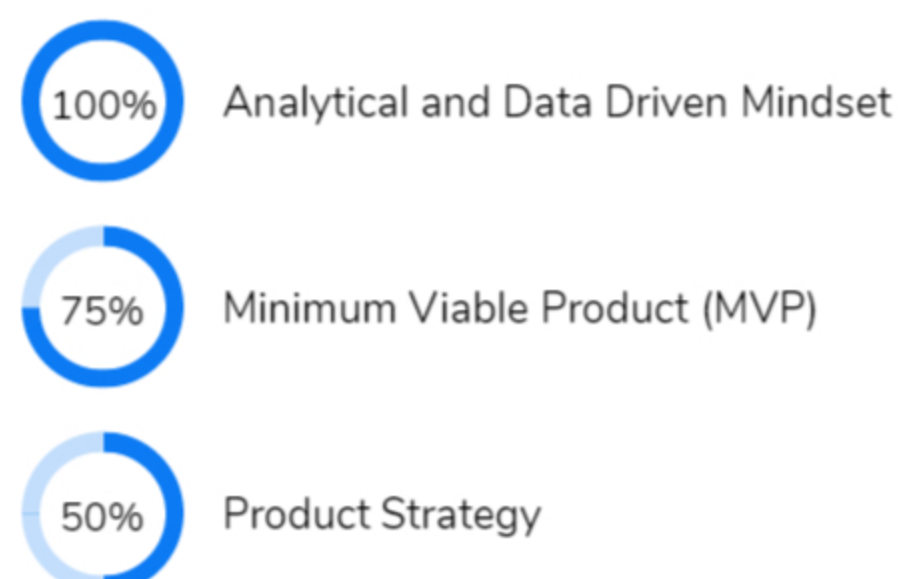 100% Analytical and Data Driven Mindset
75% Minimum Viable Product (MVP)
50% Product Strategy